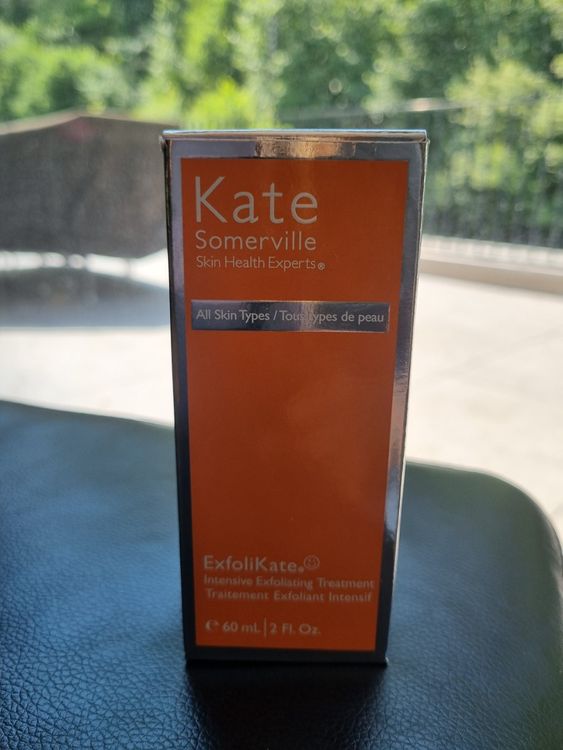 Kate
Somerville
Skin Health Experts®
All Skin Types / Tous types de peau
ExfoliKate®
Intensive Exfoliating Treatment
Traitement Exfoliant Intensif
℮ 60 mL | 2 Fl. Oz.